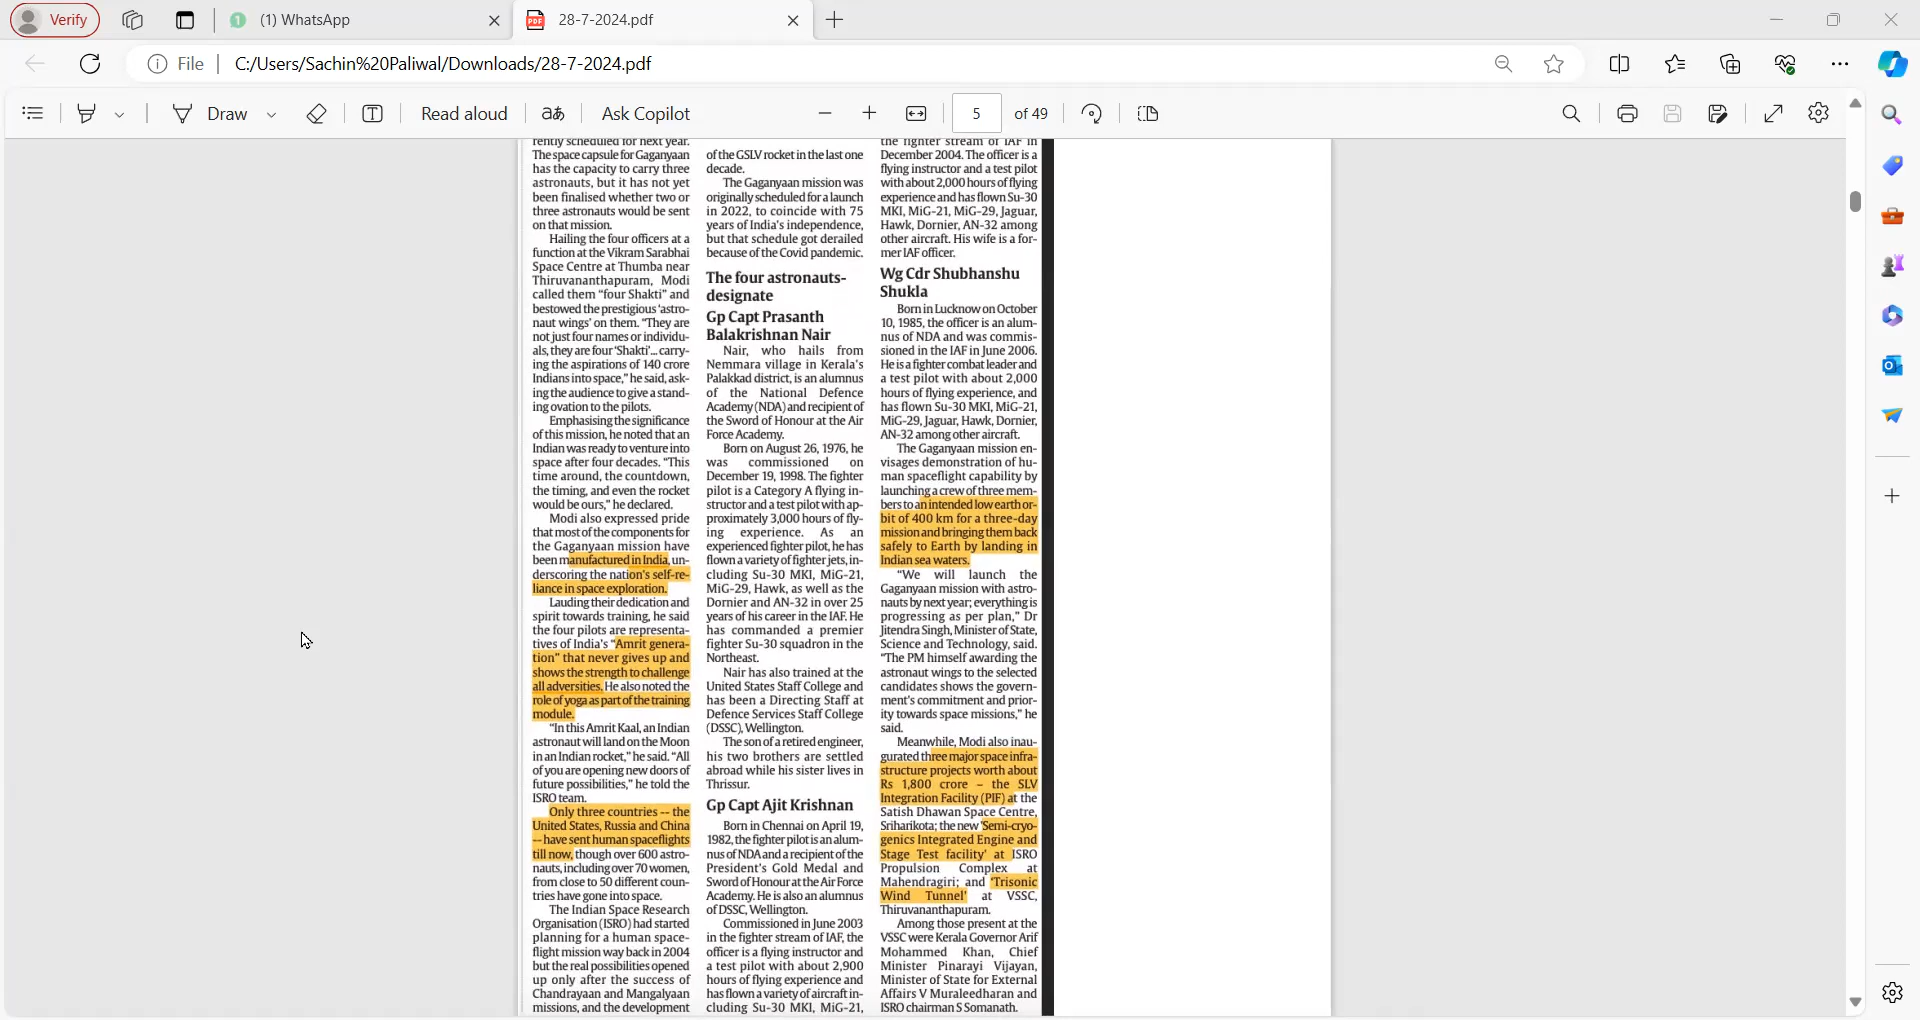 Verify
(1) WhatsApp
28-7-2024.pdf
File
C:/Users/Sachin%20Paliwal/Downloads/28-7-2024.pdf
Draw
Read aloud
aあ
Ask Copilot
5
of 49
rently scheduled for next year.
The space capsule for Gaganyaan
has the capacity to carry three
astronauts, but it has not yet
been finalised whether two or
three astronauts would be sent
on that mission.
Hailing the four officers at a
function at the Vikram Sarabhai
Space Centre at Thumba near
Thiruvananthapuram, Modi
called them "four Shakti" and
bestowed the prestigious 'astro-
naut wings' on them. "They are
not just four names or individu-
als, they are four 'Shakti'... carry-
ing the aspirations of 140 crore
Indians into space," he said, ask-
ing the audience to give a stand-
ing ovation to the pilots.
Emphasising the significance
of this mission, he noted that an
Indian was ready to venture into
space after four decades. "This
time around, the countdown,
the timing, and even the rocket
would be ours," he declared.
Modi also expressed pride
that most of the components for
the Gaganyaan mission have
been manufactured in India, un-
derscoring the nation's self-re-
liance in space exploration.
Lauding their dedication and
spirit towards training, he said
the four pilots are representa-
tives of India's "Amrit genera-
tion" that never gives up and
shows the strength to challenge
all adversities. He also noted the
role of yoga as part of the training
module.
"In this Amrit Kaal, an Indian
astronaut will land on the Moon
in an Indian rocket," he said. "All
of you are opening new doors of
future possibilities," he told the
ISRO team.
Only three countries -- the
United States, Russia and China
-- have sent human spaceflights
till now, though over 600 astro-
nauts, including over 70 women,
from close to 50 different coun-
tries have gone into space.
The Indian Space Research
Organisation (ISRO) had started
planning for a human space-
flight mission way back in 2004
but the real possibilities opened
up only after the success of
Chandrayaan and Mangalyaan
missions, and the development
of the GSLV rocket in the last one
decade.
The Gaganyaan mission was
originally scheduled for a launch
in 2022, to coincide with 75
years of India's independence,
but that schedule got derailed
because of the Covid pandemic.
The four astronauts-
designate
Gp Capt Prasanth
Balakrishnan Nair
Nair, who hails from
Nemmara village in Kerala's
Palakkad district, is an alumnus
of the National Defence
Academy (NDA) and recipient of
the Sword of Honour at the Air
Force Academy.
Born on August 26, 1976, he
was commissioned on
December 19, 1998. The fighter
pilot is a Category A flying in-
structor and a test pilot with ap-
proximately 3,000 hours of fly-
ing experience. As an
experienced fighter pilot, he has
flown a variety of fighter jets, in-
cluding Su-30 MKI, MiG-21,
MiG-29, Hawk, as well as the
Dornier and AN-32 in over 25
years of his career in the IAF. He
has commanded a premier
fighter Su-30 squadron in the
Northeast.
Nair has also trained at the
United States Staff College and
has been a Directing Staff at
Defence Services Staff College
(DSSC), Wellington.
The son of a retired engineer,
his two brothers are settled
abroad while his sister lives in
Thrissur.
Gp Capt Ajit Krishnan
Born in Chennai on April 19,
1982, the fighter pilot is an alum-
nus of NDA and a recipient of the
President's Gold Medal and
Sword of Honour at the Air Force
Academy. He is also an alumnus
of DSSC, Wellington.
Commissioned in June 2003
in the fighter stream of IAF, the
officer is a flying instructor and
a test pilot with about 2,900
hours of flying experience and
has flown a variety of aircraft in-
cluding Su-30 MKI, MiG-21,
the fighter stream of IAF in
December 2004. The officer is a
flying instructor and a test pilot
with about 2,000 hours of flying
experience and has flown Su-30
MKI, MiG-21, MiG-29, Jaguar,
Hawk, Dornier, AN-32 among
other aircraft. His wife is a for-
mer IAF officer.
Wg Cdr Shubhanshu
Shukla
Born in Lucknow on October
10, 1985, the officer is an alum-
nus of NDA and was commis-
sioned in the IAF in June 2006.
He is a fighter combat leader and
a test pilot with about 2,000
hours of flying experience, and
has flown Su-30 MKI, MiG-21,
MiG-29, Jaguar, Hawk, Dornier,
AN-32 among other aircraft.
The Gaganyaan mission en-
visages demonstration of hu-
man spaceflight capability by
launching a crew of three mem-
bers to an intended low earth or-
bit of 400 km for a three-day
mission and bringing them back
safely to Earth by landing in
Indian sea waters.
"We will launch the
Gaganyaan mission with astro-
nauts by next year; everything is
progressing as per plan," Dr
Jitendra Singh, Minister of State,
Science and Technology, said.
"The PM himself awarding the
astronaut wings to the selected
candidates shows the govern-
ment's commitment and prior-
ity towards space missions," he
said.
Meanwhile, Modi also inau-
gurated three major space infra-
structure projects worth about
Rs 1,800 crore – the SLV
Integration Facility (PIF) at the
Satish Dhawan Space Centre,
Sriharikota; the new 'Semi-cryo-
genics Integrated Engine and
Stage Test facility' at ISRO
Propulsion Complex at
Mahendragiri; and 'Trisonic
Wind Tunnel' at VSSC,
Thiruvananthapuram.
Among those present at the
VSSC were Kerala Governor Arif
Mohammed Khan, Chief
Minister Pinarayi Vijayan,
Minister of State for External
Affairs V Muraleedharan and
ISRO chairman S Somanath.